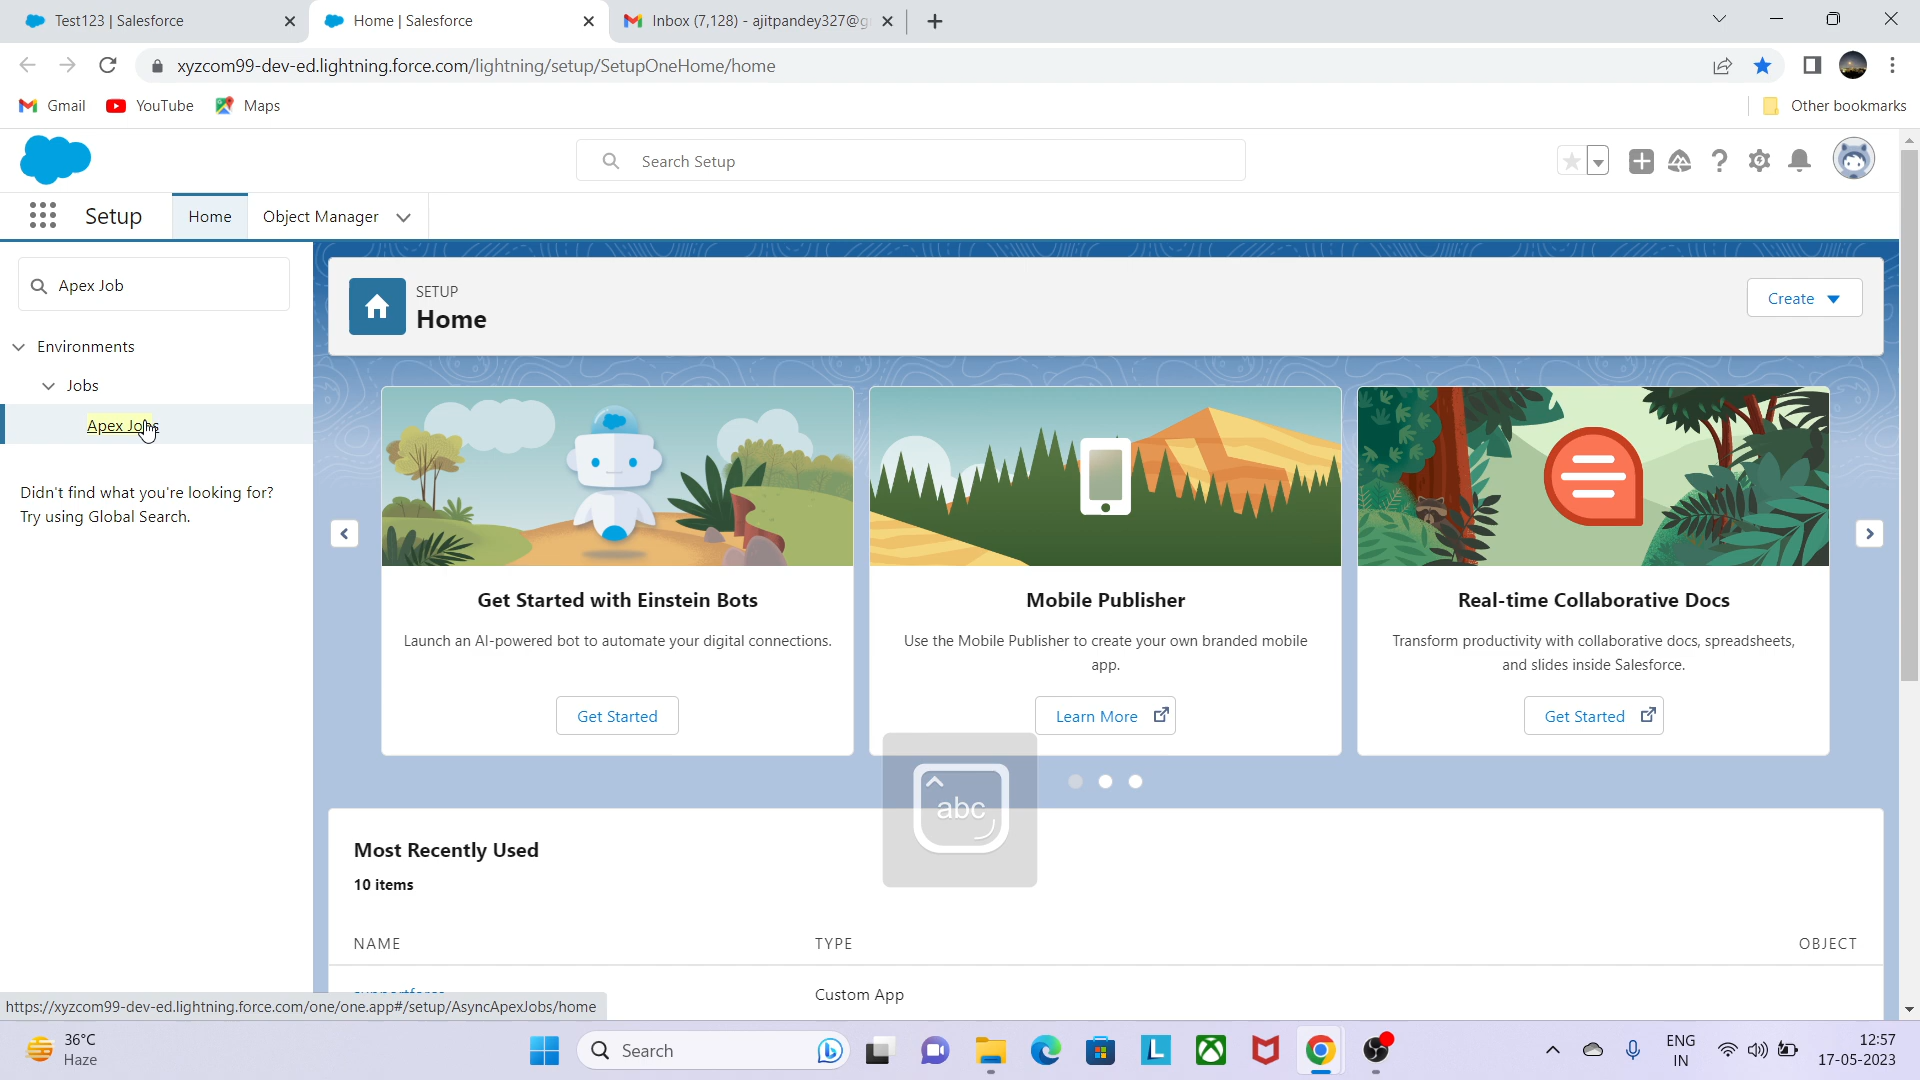 Test123 | Salesforce
Home | Salesforce
Inbox (7,128) - ajitpandey327@g
xyzcom99-dev-ed.lightning.force.com/lightning/setup/SetupOneHome/home
Gmail
YouTube
Maps
Other bookmarks
Search Setup
Setup
Home
Object Manager
Apex Job
Environments
Jobs
Apex Jobs
Didn't find what you're looking for?
Try using Global Search.
SETUP
Home
Create
Get Started with Einstein Bots
Launch an AI-powered bot to automate your digital connections.
Get Started
Mobile Publisher
Use the Mobile Publisher to create your own branded mobile
app.
Learn More
Real-time Collaborative Docs
Transform productivity with collaborative docs, spreadsheets,
and slides inside Salesforce.
Get Started
abc
Most Recently Used
10 items
NAME
TYPE
OBJECT
Custom App
https://xyzcom99-dev-ed.lightning.force.com/one/one.app#/setup/AsyncApexJobs/home
36°C
Haze
Search
ENG
IN
12:57
17-05-2023